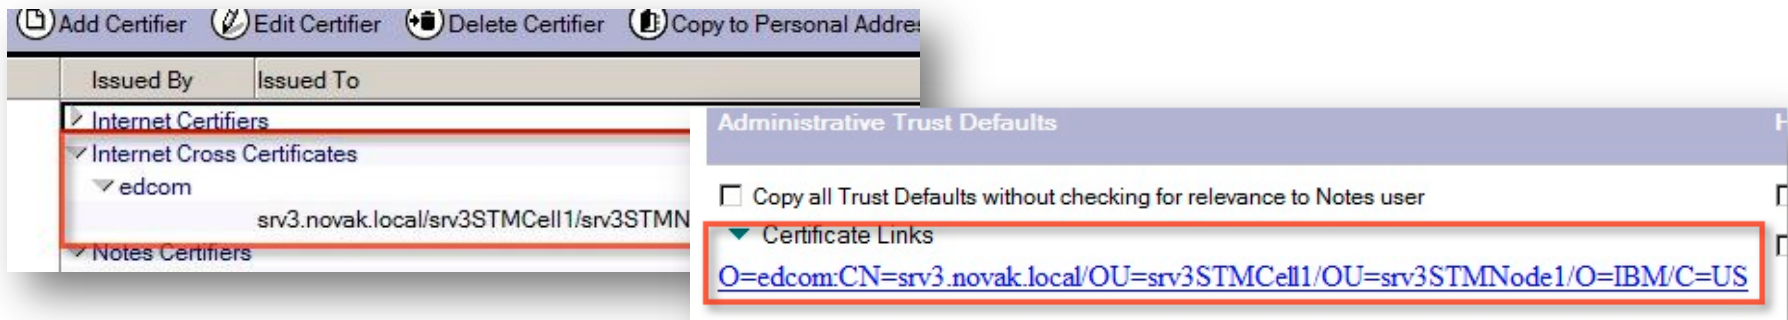 Add Certifier Edit Certifier Delete Certifier Copy to Personal
Issued By Issued To
Internet Certifiers
Internet Cross Certificates
edcom
srv3.novak.local/srv3STMCell1/srv3STMN
Notes Certifiers
Administrative Trust Defaults
Copy all Trust Defaults without checking for relevance to Notes user
Certificate Links
O=edcom:CN=srv3.novak.local/OU=srv3STMCell1/OU=srv3STMNode1/O=IBM/C=US